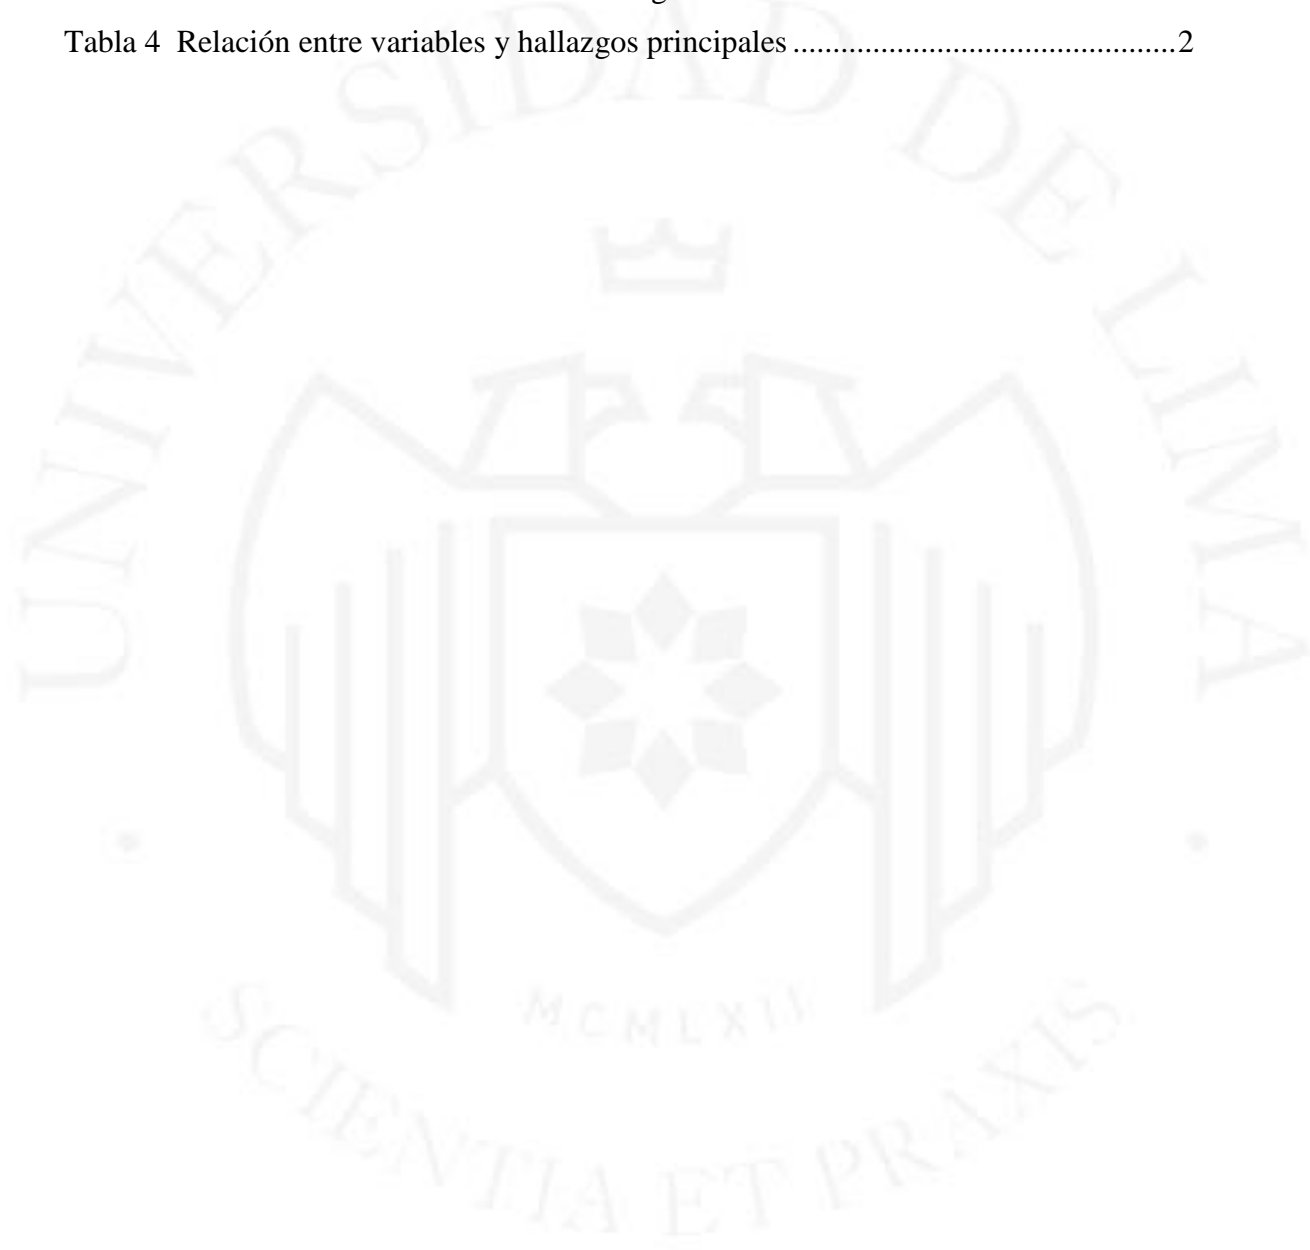 Tabla 4 Relación entre variables y hallazgos principales ................................................2
UNIVERSIDAD DE LIMA
MCMLXII
SCIENTIA ET PRAXIS